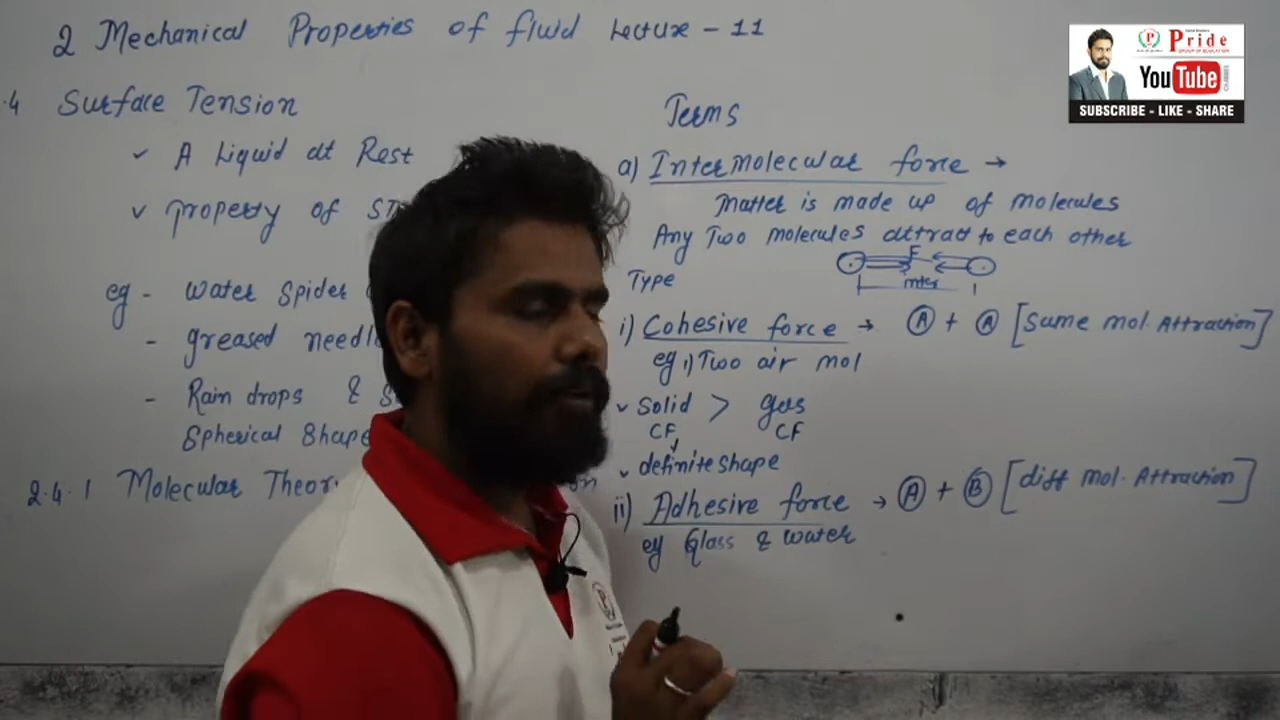 2 Mechanical Properties of fluid Lecture - 11
.4 Surface Tension
✓ A Liquid at Rest
✓ Property of
eg - water spider
- greased needle
- Rain drops &
Spherical Shape
2.4.1 Molecular Theory
Terms
a) Intermolecular force →
Matter is made up of molecules
Any Two molecules attract to each other
F
Type
i) Cohesive force → A + A [Same mol. Attraction]
eg i) Two air mol
✓ Solid > gas
CF CF
✓ definite shape
ii) Adhesive force → A + B [diff mol. Attraction]
eg Glass & water
P Pride
YouTube
SUBSCRIBE - LIKE - SHARE